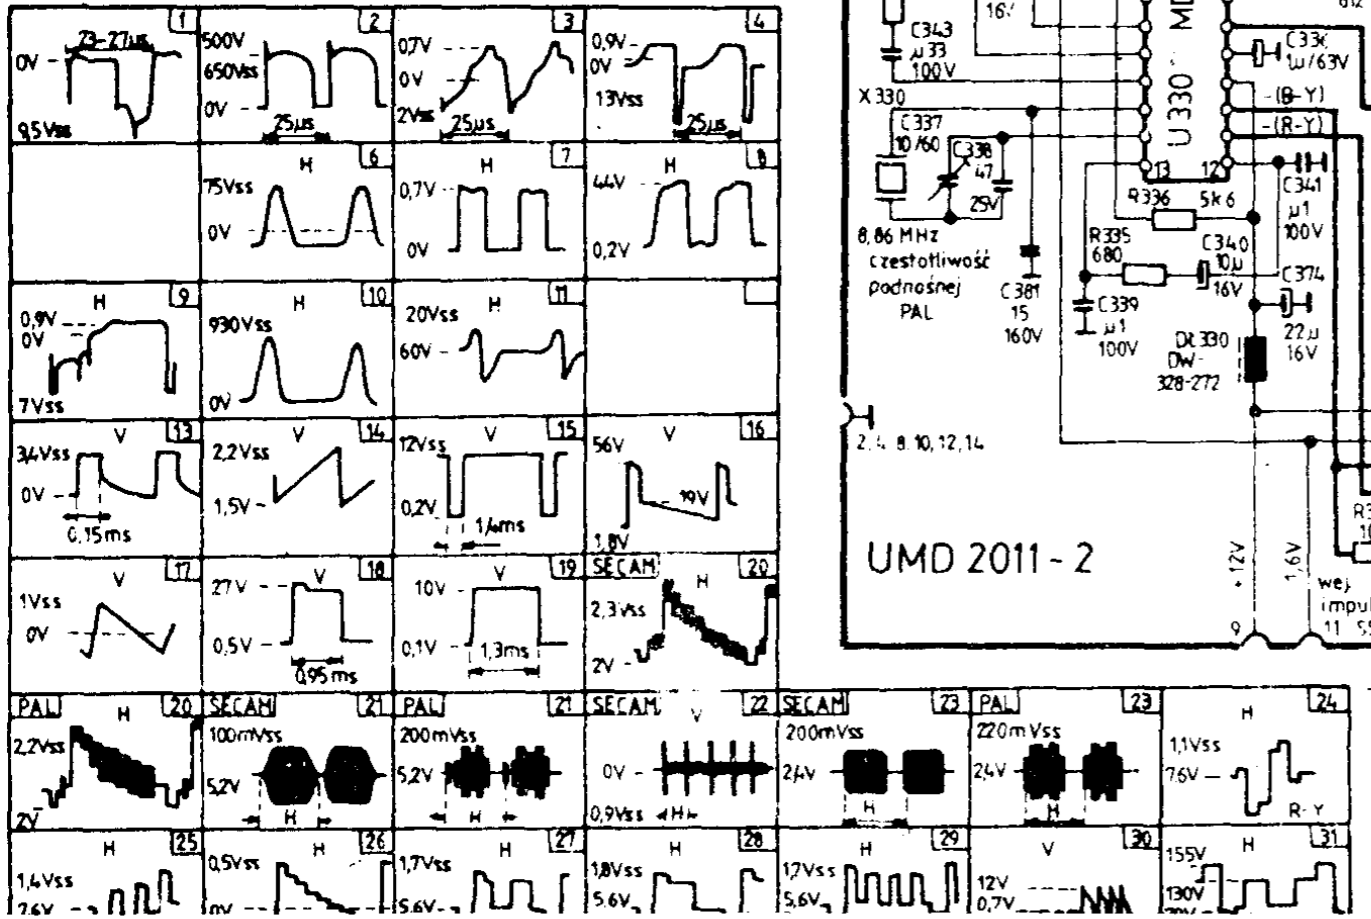 1
23-27µs
0V
9,5Vss
2
500V
650Vss
0V
25µs
3
0,7V
0V
2Vss
25µs
4
0,9V
0V
13Vss
25µs
H
6
75Vss
0V
H
7
0,7V
0V
H
8
44V
0,2V
H
9
0,9V
0V
7Vss
H
10
930Vss
0V
H
11
20Vss
60V
V
13
3,4Vss
0V
0,15ms
V
14
2,2Vss
1,5V
V
15
12Vss
0,2V
1,4ms
V
16
56V
19V
1,8V
V
17
1Vss
0V
V
18
27V
0,5V
0,95ms
V
19
10V
0,1V
1,3ms
SECAM
H
20
2,3Vss
2V
PAL
H
20
2,2Vss
2V
SECAM
21
100mVss
5,2V
H
PAL
21
200mVss
5,2V
H
SECAM
V
22
0V
0,9Vss
H
SECAM
23
200mVss
2,4V
H
PAL
23
220mVss
2,4V
H
H
24
1,1Vss
7,6V
R-Y
H
25
1,4Vss
7,6V
H
26
0,5Vss
0V
H
27
1,7Vss
5,6V
H
28
1,8Vss
5,6V
H
29
1,7Vss
5,6V
V
30
12V
0,7V
H
31
155V
130V
C343
µ33
100V
X330
C337
10/60
C338
47
25V
8,86 MHz
czestotliwość
podnośnej
PAL
C381
15
160V
U330
13
12
C336
1µ/63V
-(B-Y)
-(R-Y)
R336
5k6
C341
µ1
100V
R335
680
C340
10µ
16V
C339
µ1
100V
C374
22µ
16V
DŁ330
DW-
328-272
2, 4, 8, 10, 12, 14
UMD 2011-2
+12V
1,6V
9
11
wej
impul